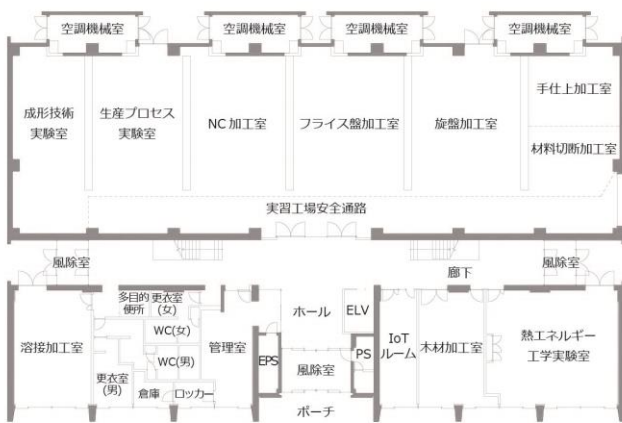 空調機械室
空調機械室
空調機械室
空調機械室
成形技術
実験室
生産プロセス
実験室
NC 加工室
フライス盤加工室
旋盤加工室
手仕上加工室
材料切断加工室
実習工場安全通路
風除室
廊下
風除室
溶接加工室
多目的
便所
更衣室
(女)
WC(女)
WC(男)
更衣室
(男)
倉庫
ロッカー
管理室
ホール
ELV
EPS
風除室
PS
ポーチ
IoT
ルーム
木材加工室
熱エネルギー
工学実験室